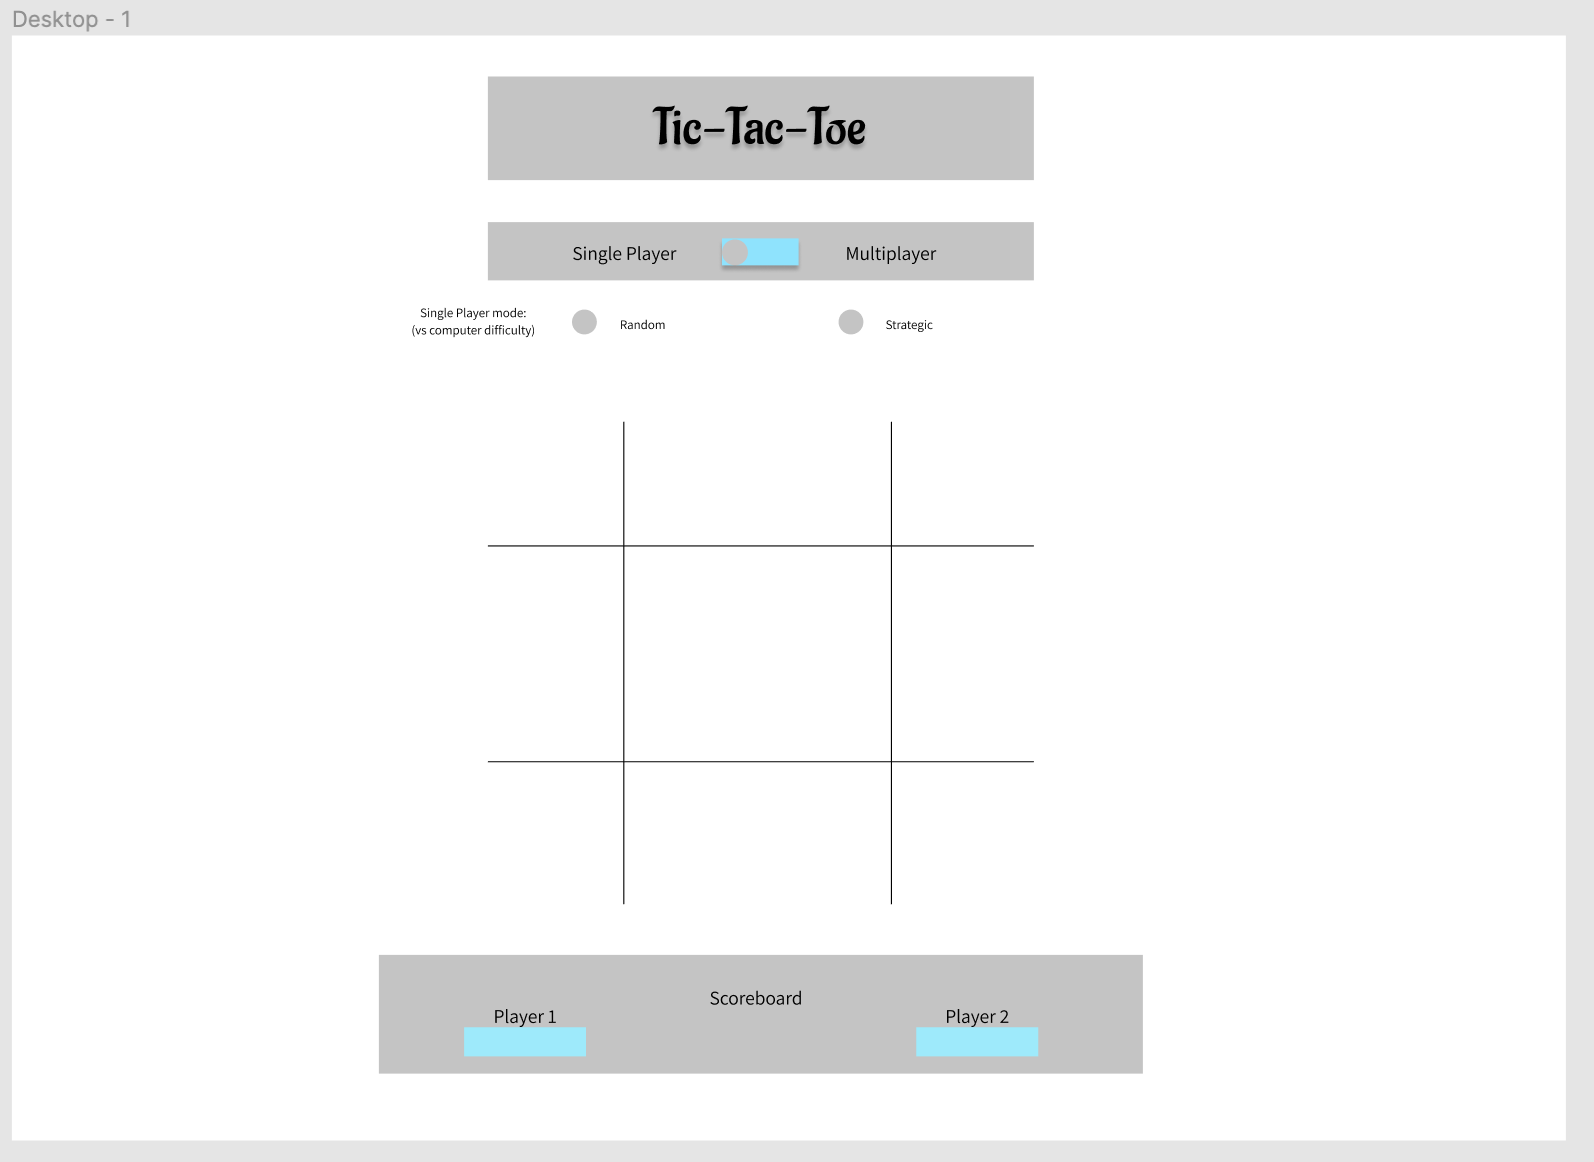 Desktop - 1
Tic-Tac-Toe
Single Player
Multiplayer
Single Player mode:
(vs computer difficulty)
Random
Strategic
Scoreboard
Player 1
Player 2